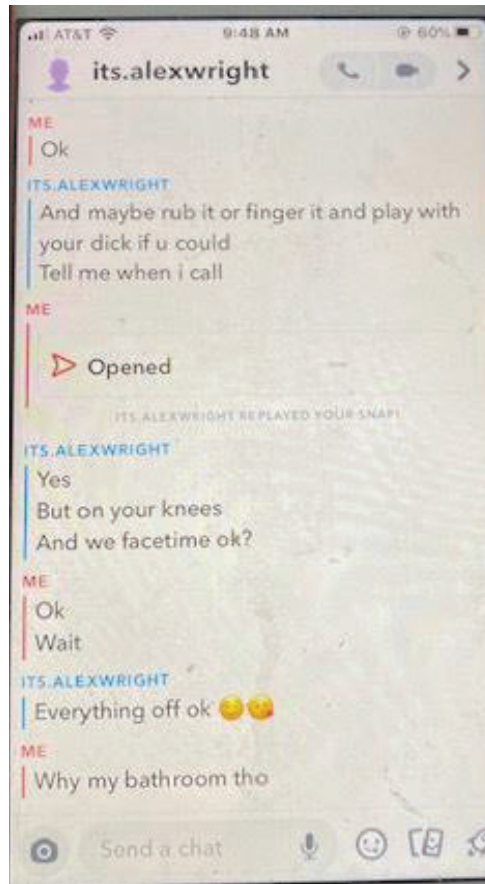 AT&T 9:48 AM 60%
its.alexwright
ME
Ok
ITS.ALEXWRIGHT
And maybe rub it or finger it and play with
your dick if u could
Tell me when i call
ME
Opened
ITS.ALEXWRIGHT REPLAYED YOUR SNAP!
ITS.ALEXWRIGHT
Yes
But on your knees
And we facetime ok?
ME
Ok
Wait
ITS.ALEXWRIGHT
Everything off ok
ME
Why my bathroom tho
Send a chat